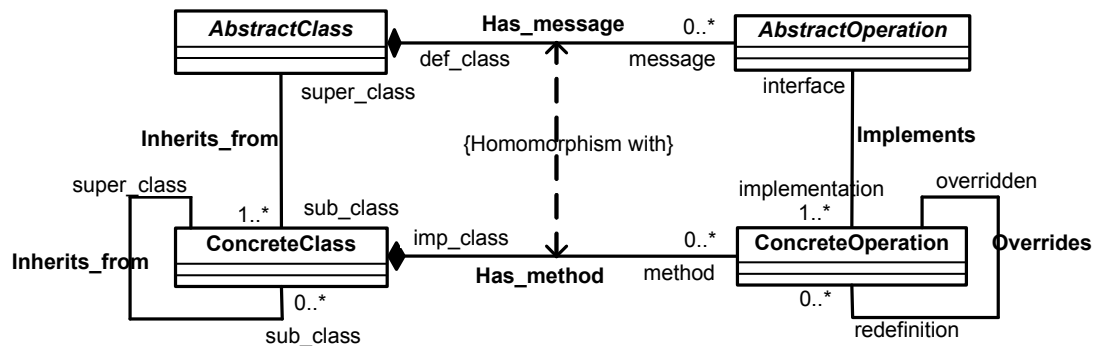 AbstractClass
Has_message
0..*
AbstractOperation
def_class
message
super_class
interface
Inherits_from
{Homomorphism with}
Implements
super_class
1..*
sub_class
implementation
1..*
overridden
ConcreteClass
imp_class
0..*
ConcreteOperation
Overrides
Inherits_from
Has_method
method
0..*
0..*
sub_class
redefinition